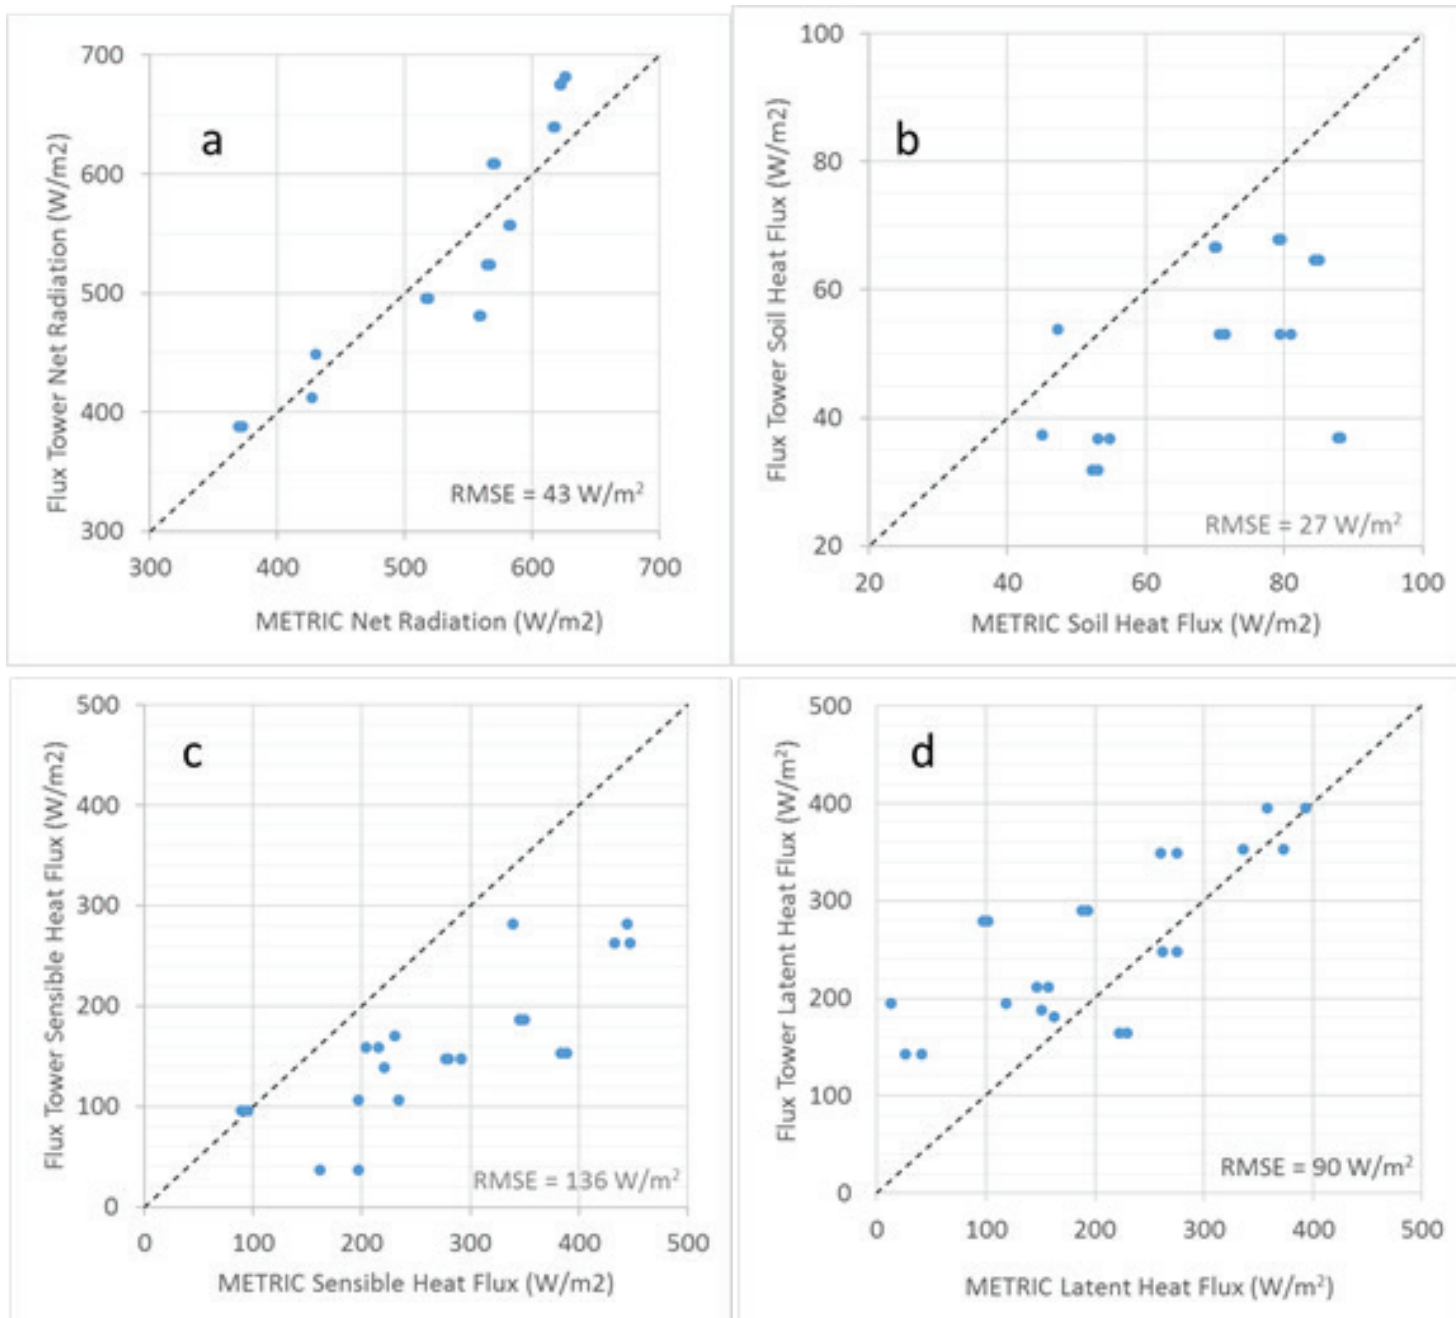 a
Flux Tower Net Radiation (W/m2)
700
600
500
400
300
RMSE = 43 W/m²
300 400 500 600 700
METRIC Net Radiation (W/m2)
b
Flux Tower Soil Heat Flux (W/m2)
100
80
60
40
20
RMSE = 27 W/m²
20 40 60 80 100
METRIC Soil Heat Flux (W/m2)
c
Flux Tower Sensible Heat Flux (W/m2)
500
400
300
200
100
0
RMSE = 136 W/m²
0 100 200 300 400 500
METRIC Sensible Heat Flux (W/m2)
d
Flux Tower Latent Heat Flux (W/m²)
500
400
300
200
100
0
RMSE = 90 W/m²
0 100 200 300 400 500
METRIC Latent Heat Flux (W/m²)